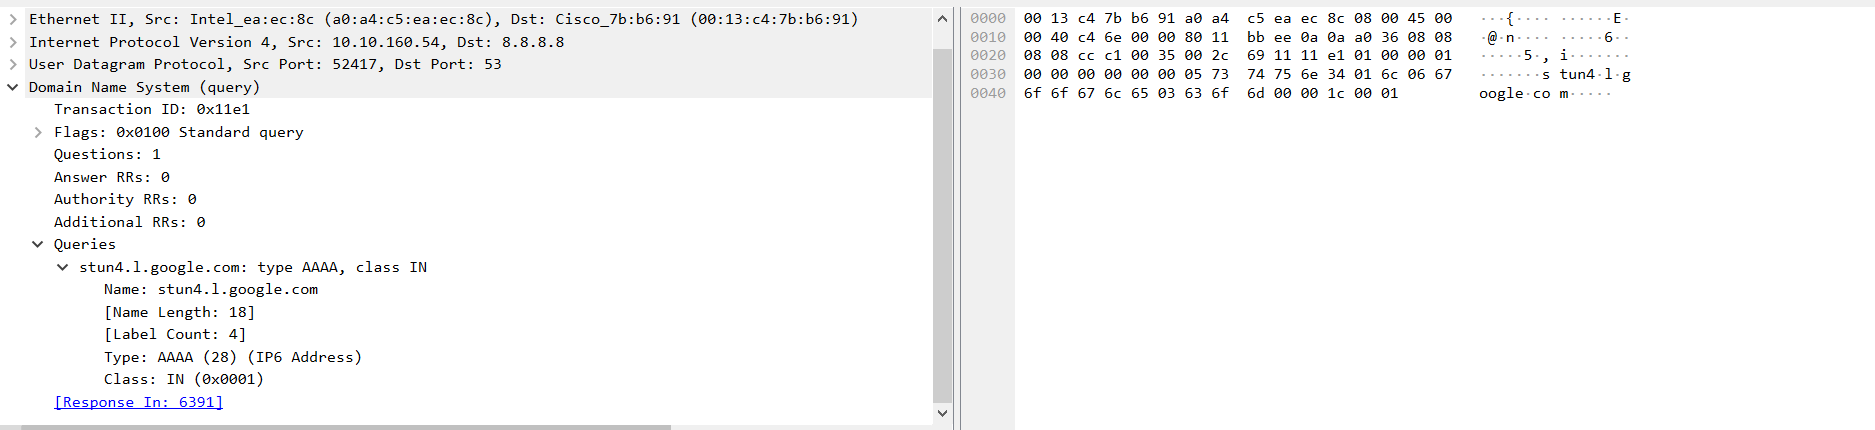 Ethernet II, Src: Intel_ea:ec:8c (a0:a4:c5:ea:ec:8c), Dst: Cisco_7b:b6:91 (00:13:c4:7b:b6:91)
Internet Protocol Version 4, Src: 10.10.160.54, Dst: 8.8.8.8
User Datagram Protocol, Src Port: 52417, Dst Port: 53
Domain Name System (query)
Transaction ID: 0x11e1
Flags: 0x0100 Standard query
Questions: 1
Answer RRs: 0
Authority RRs: 0
Additional RRs: 0
Queries
stun4.l.google.com: type AAAA, class IN
Name: stun4.l.google.com
[Name Length: 18]
[Label Count: 4]
Type: AAAA (28) (IP6 Address)
Class: IN (0x0001)
[Response In: 6391]
0000 00 13 c4 7b b6 91 a0 a4 c5 ea ec 8c 08 00 45 00 ···{···· ······E·
0010 00 40 c4 6e 00 00 80 11 bb ee 0a 0a a0 36 08 08 ·@·n···· ·····6··
0020 08 08 cc c1 00 35 00 2c 69 11 11 e1 01 00 00 01 ·····5·, i·······
0030 00 00 00 00 00 00 05 73 74 75 6e 34 01 6c 06 67 ·······s tun4·l·g
0040 6f 6f 67 6c 65 03 63 6f 6d 00 00 1c 00 01 oogle·co m·····